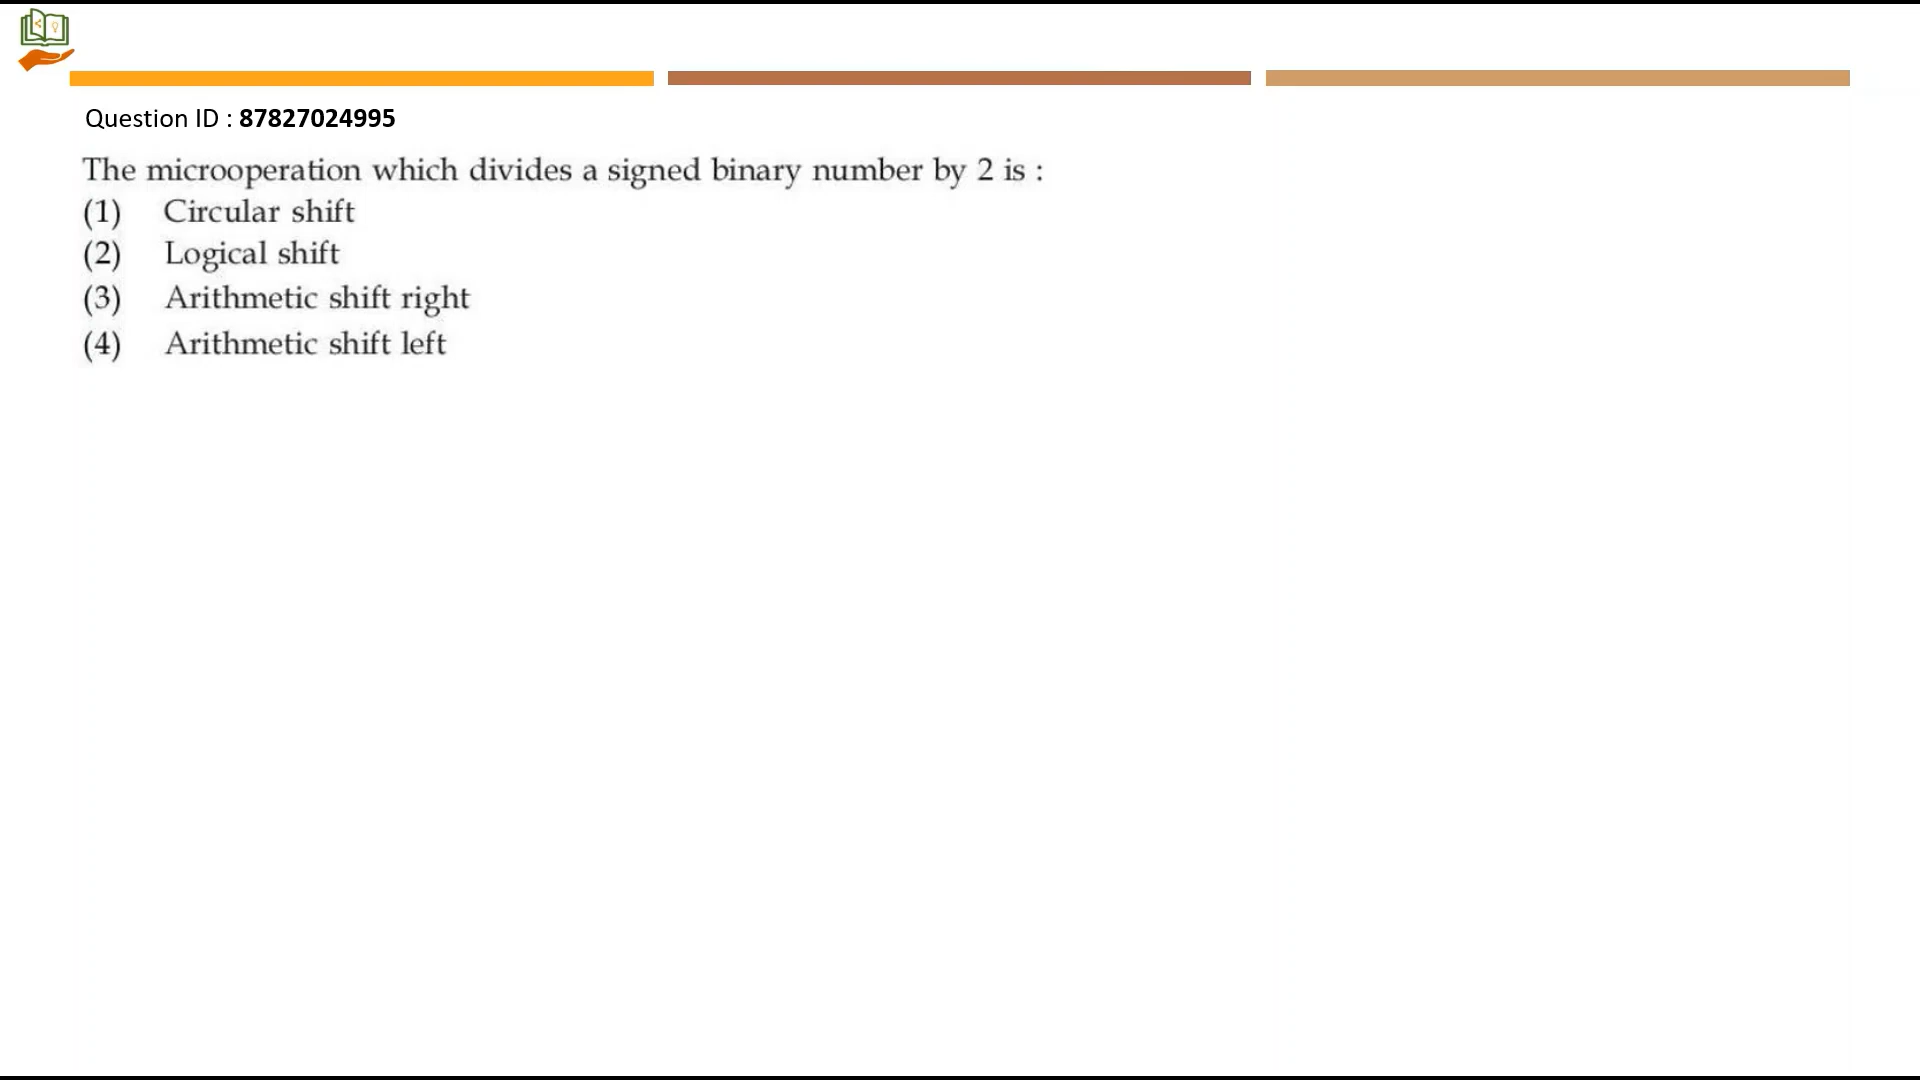 Question ID : 87827024995
The microoperation which divides a signed binary number by 2 is :
(1) Circular shift
(2) Logical shift
(3) Arithmetic shift right
(4) Arithmetic shift left